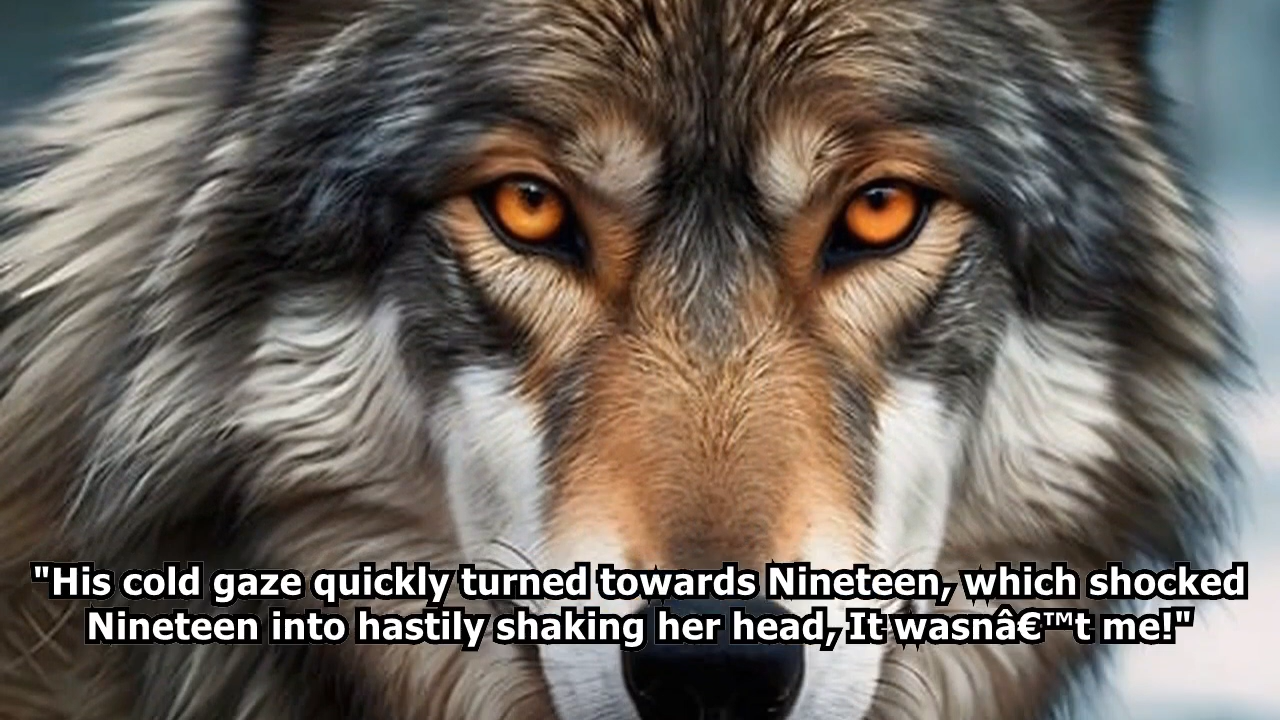 "His cold gaze quickly turned towards Nineteen, which shocked
Nineteen into hastily shaking her head, It wasnâ€™t me!"